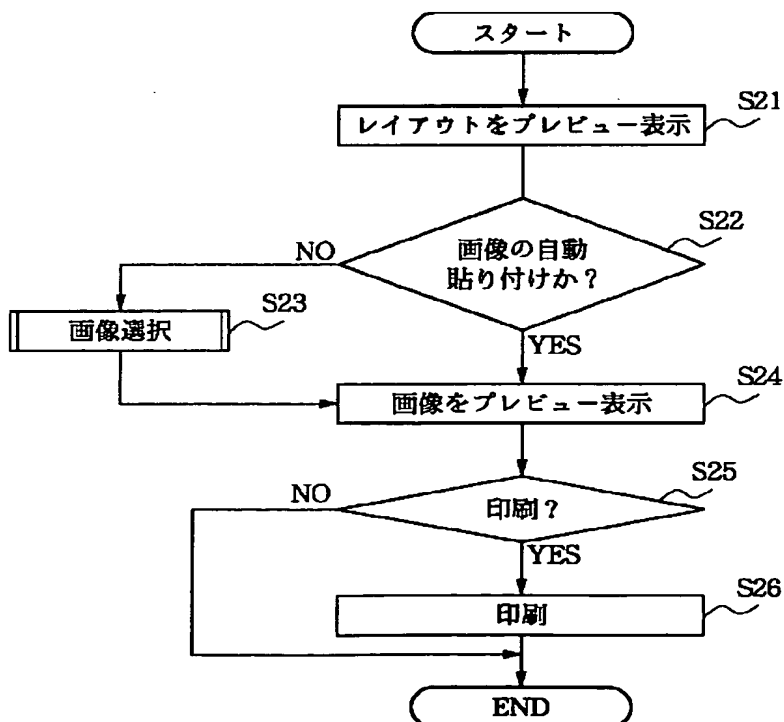 スタート
S21
レイアウトをプレビュー表示
S22
画像の自動
貼り付けか？
NO
S23
画像選択
YES
S24
画像をプレビュー表示
S25
NO
印刷？
YES
S26
印刷
END